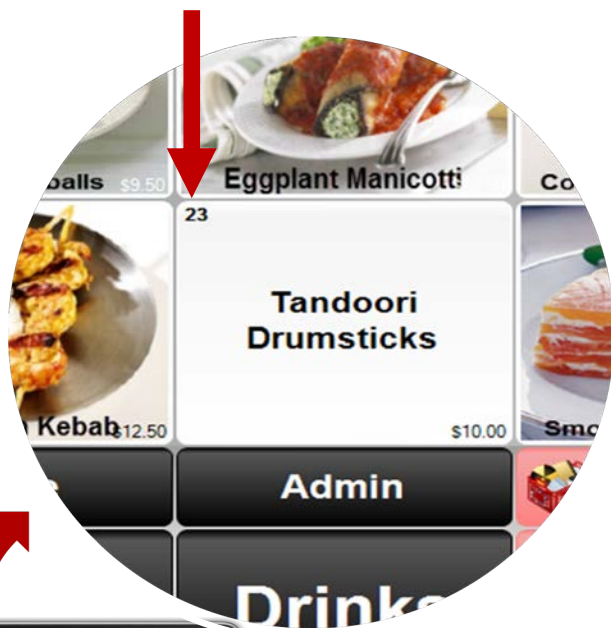 balls $9.50
Eggplant Manicotti
Co
23
Tandoori
Drumsticks
$10.00
Kebab
$12.50
Smo
Admin
Drinks